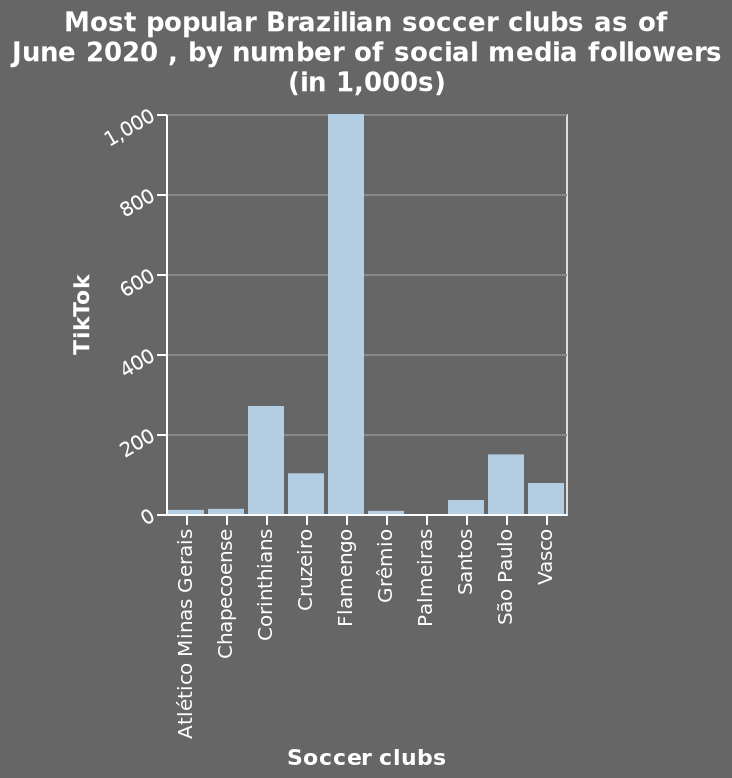 Most popular Brazilian soccer clubs as of
June 2020 , by number of social media followers
(in 1,000s)
TikTok
1,000
800
600
400
200
0
Atlético Minas Gerais
Chapecoense
Corinthians
Cruzeiro
Flamengo
Grêmio
Palmeiras
Santos
São Paulo
Vasco
Soccer clubs